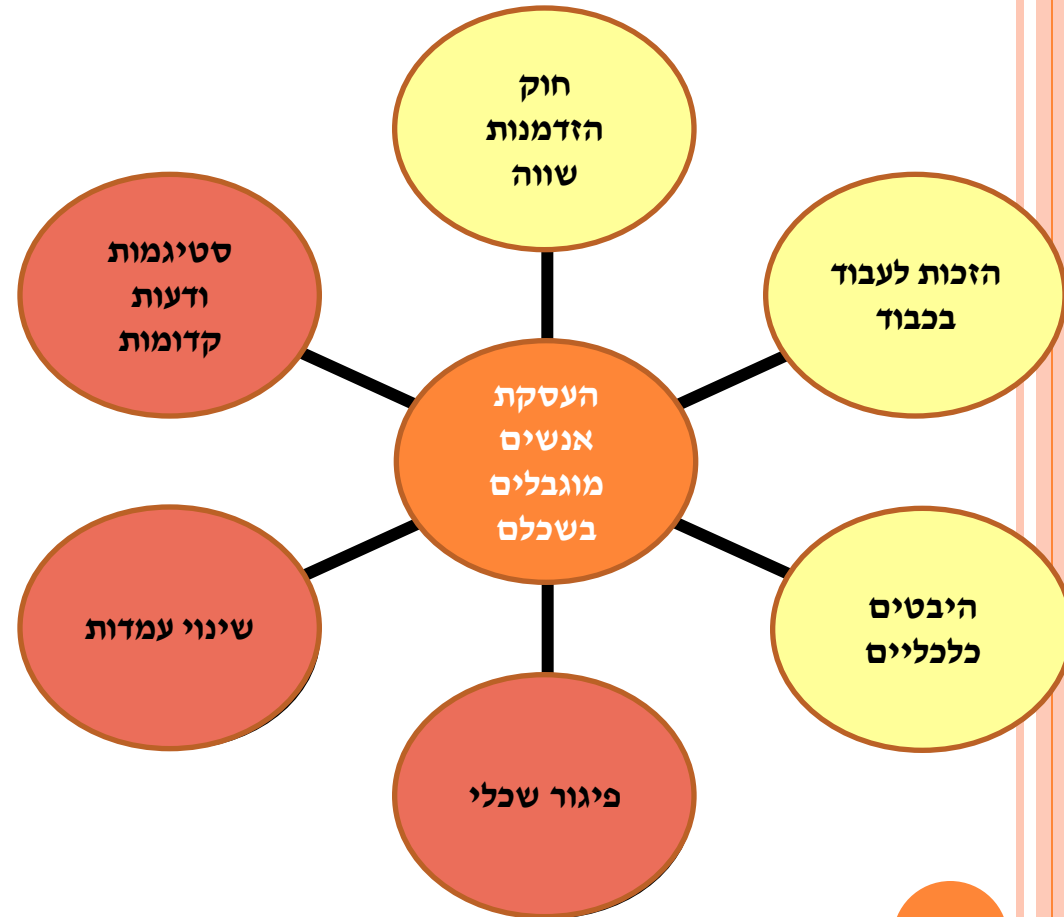 חוק
הזדמנות
שווה
הזכות לעבוד
בכבוד
סטיגמות
ודעות
קדומות
העסקת
אנשים
מוגבלים
בשכלם
היבטים
כלכליים
שינוי עמדות
פיגור שכלי